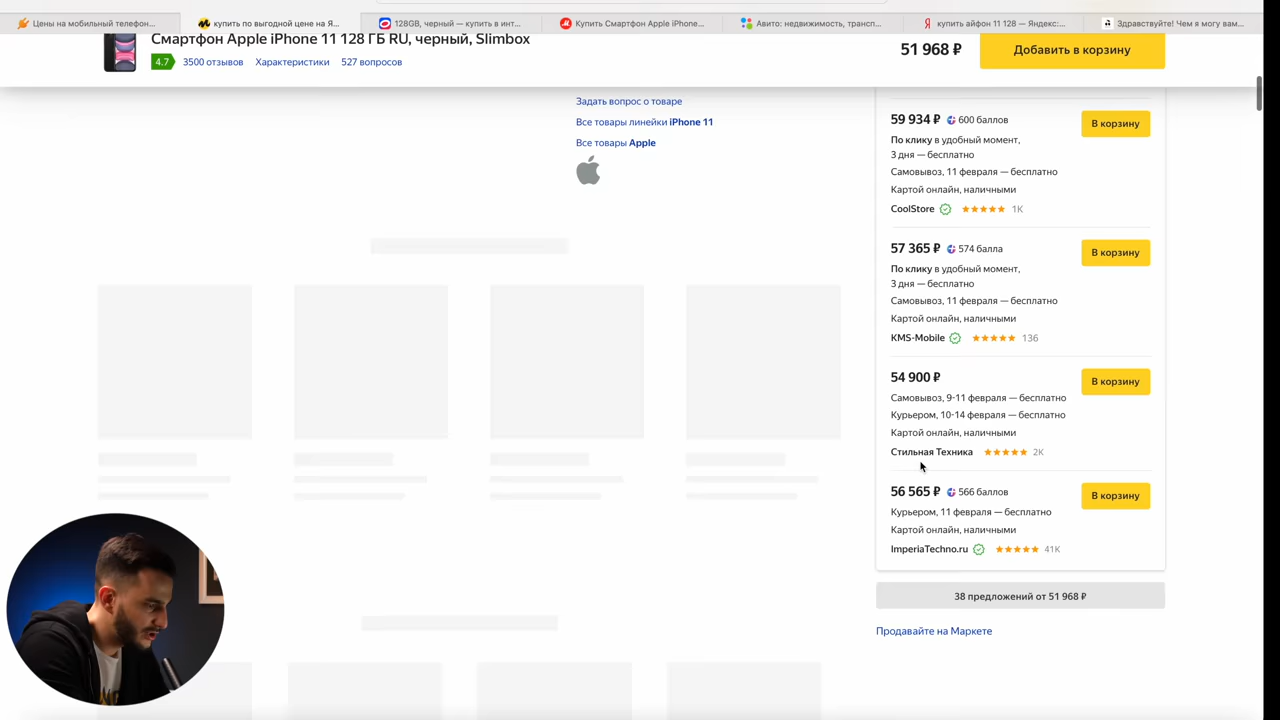 Цены на мобильный телефон...
купить по выгодной цене на Я...
128GB, черный — купить в инт...
Купить Смартфон Apple iPhone...
Авито: недвижимость, трансп...
купить айфон 11 128 — Яндекс:...
Здравствуйте! Чем я могу вам...
Смартфон Apple iPhone 11 128 ГБ RU, черный, Slimbox
4.7 3500 отзывов Характеристики 527 вопросов
51 968 ₽
Добавить в корзину
Задать вопрос о товаре
Все товары линейки iPhone 11
Все товары Apple
59 934 ₽ 600 баллов
В корзину
По клику в удобный момент,
3 дня — бесплатно
Самовывоз, 11 февраля — бесплатно
Картой онлайн, наличными
CoolStore 1K
57 365 ₽ 574 балла
В корзину
По клику в удобный момент,
3 дня — бесплатно
Самовывоз, 11 февраля — бесплатно
Картой онлайн, наличными
KMS-Mobile 136
54 900 ₽
В корзину
Самовывоз, 9-11 февраля — бесплатно
Курьером, 10-14 февраля — бесплатно
Картой онлайн, наличными
Стильная Техника 2K
56 565 ₽ 566 баллов
В корзину
Курьером, 11 февраля — бесплатно
Картой онлайн, наличными
ImperiaTechno.ru 41K
38 предложений от 51 968 ₽
Продавайте на Маркете